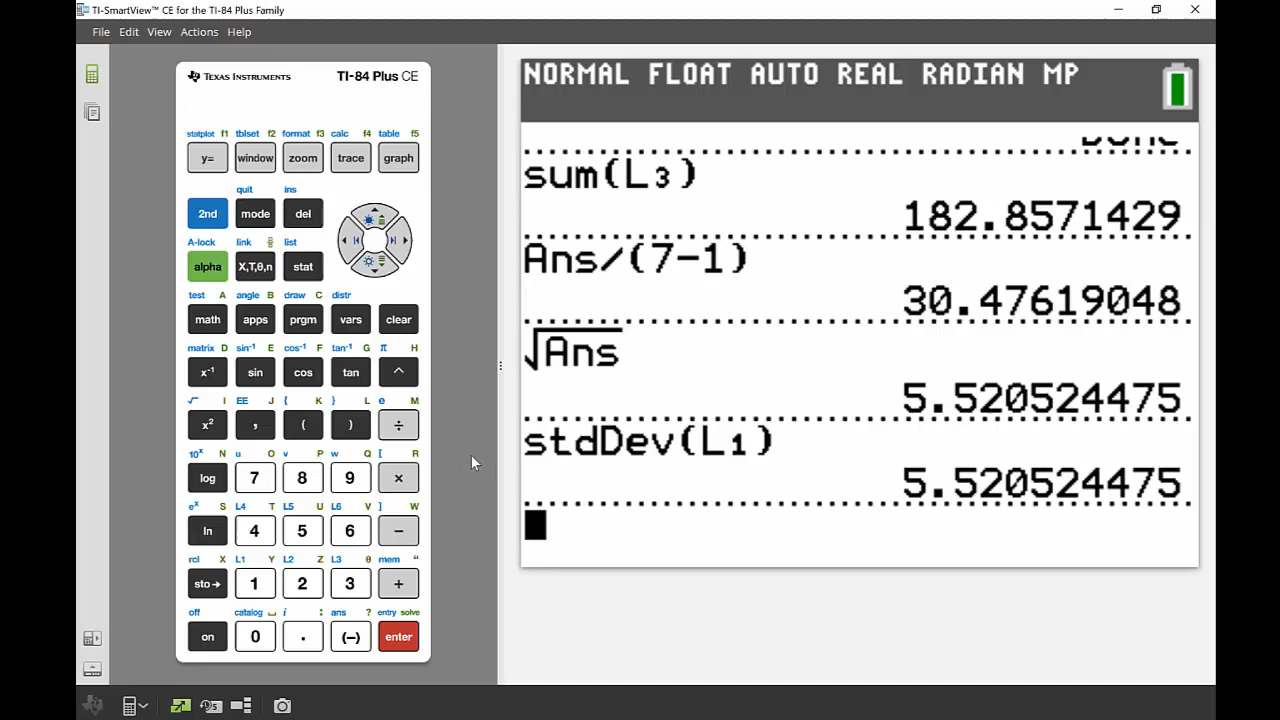 TI-SmartView™ CE for the TI-84 Plus Family
File Edit View Actions Help
TEXAS INSTRUMENTS TI-84 Plus CE
statplot f1 tblset f2 format f3 calc f4 table f5
y= window zoom trace graph
quit ins
2nd mode del
A-lock link list
alpha X,T,θ,n stat
test A angle B draw C distr
math apps prgm vars clear
matrix D sin⁻¹ E cos⁻¹ F tan⁻¹ G π H
x⁻¹ sin cos tan ^
√ I EE J { K } L e M
x² , ( ) ÷
10ˣ N u O v P w Q [ R
log 7 8 9 ×
eˣ S L4 T L5 U L6 V ] W
ln 4 5 6 −
rcl X L1 Y L2 Z L3 θ mem “
sto→ 1 2 3 +
off catalog ⎵ i : ans ? entry solve
on 0 . (−) enter
NORMAL FLOAT AUTO REAL RADIAN MP
sum(L₃)
182.8571429
Ans/(7-1)
30.47619048
√Ans
5.520524475
stdDev(L₁)
5.520524475